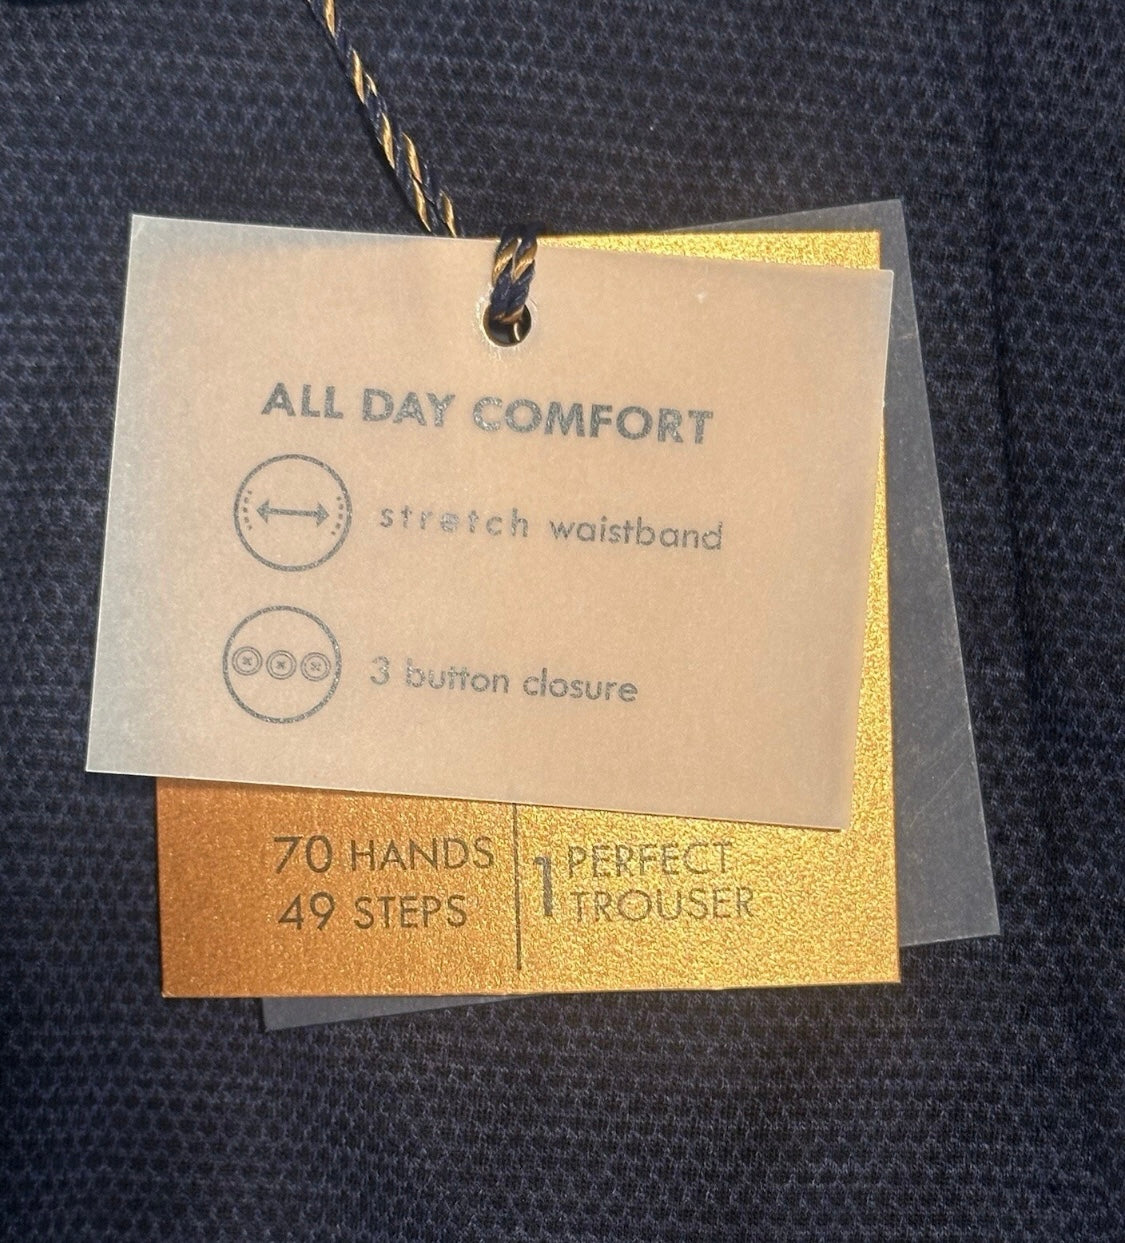 ALL DAY COMFORT
stretch waistband
3 button closure
70 HANDS
49 STEPS
1 PERFECT
TROUSER